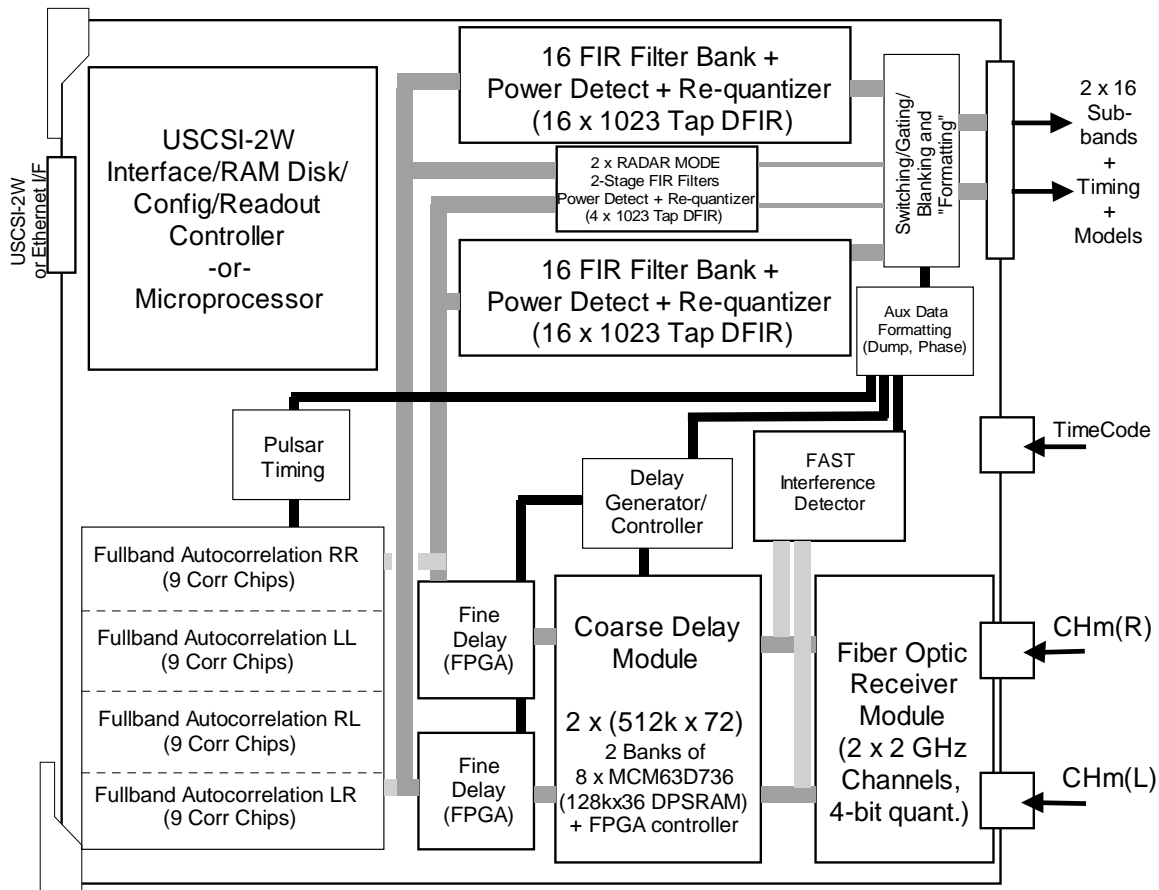 USCSI-2W
or Ethernet I/F
USCSI-2W
Interface/RAM Disk/
Config/Readout
Controller
-or-
Microprocessor
16 FIR Filter Bank +
Power Detect + Re-quantizer
(16 x 1023 Tap DFIR)
2 x RADAR MODE
2-Stage FIR Filters
Power Detect + Re-quantizer
(4 x 1023 Tap DFIR)
16 FIR Filter Bank +
Power Detect + Re-quantizer
(16 x 1023 Tap DFIR)
Switching/Gating/
Blanking and
"Formatting"
2 x 16
Sub-
bands
+
Timing
+
Models
Aux Data
Formatting
(Dump, Phase)
TimeCode
Pulsar
Timing
Delay
Generator/
Controller
FAST
Interference
Detector
Fullband Autocorrelation RR
(9 Corr Chips)
Fullband Autocorrelation LL
(9 Corr Chips)
Fullband Autocorrelation RL
(9 Corr Chips)
Fullband Autocorrelation LR
(9 Corr Chips)
Fine
Delay
(FPGA)
Fine
Delay
(FPGA)
Coarse Delay
Module
2 x (512k x 72)
2 Banks of
8 x MCM63D736
(128kx36 DPSRAM)
+ FPGA controller
Fiber Optic
Receiver
Module
(2 x 2 GHz
Channels,
4-bit quant.)
CHm(R)
CHm(L)